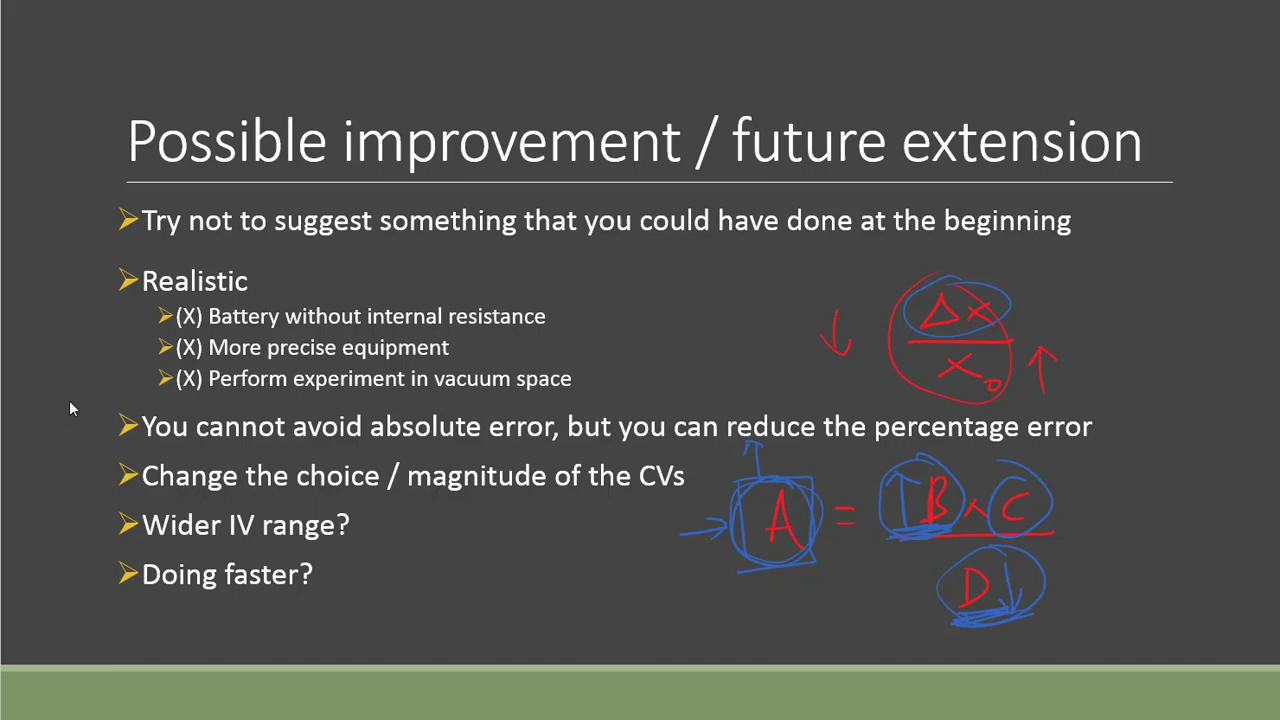 Possible improvement / future extension
Try not to suggest something that you could have done at the beginning
Realistic
(X) Battery without internal resistance
(X) More precise equipment
(X) Perform experiment in vacuum space
↓ Δx / x₀ ↑
You cannot avoid absolute error, but you can reduce the percentage error
Change the choice / magnitude of the CVs
↑ → A = ↑B × C / D↓
Wider IV range?
Doing faster?